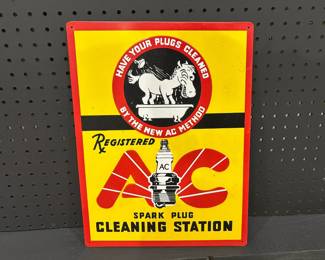 HAVE YOUR PLUGS CLEANED
BY THE NEW AC METHOD
Registered
AC
AC
SPARK PLUG
CLEANING STATION